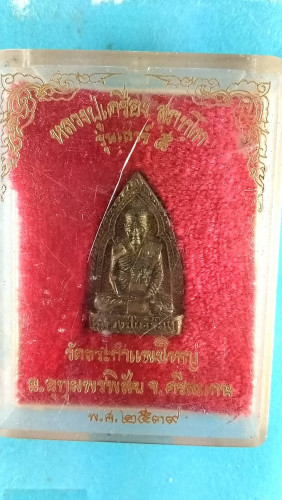 หลวงปู่เครื่อง สุภทฺโท
รุ่นเสาร์ ๕
วัดสระกำแพงใหญ่
อ.อุทุมพรพิสัย จ.ศรีสะเกษ
พ.ศ. ๒๕๓๙